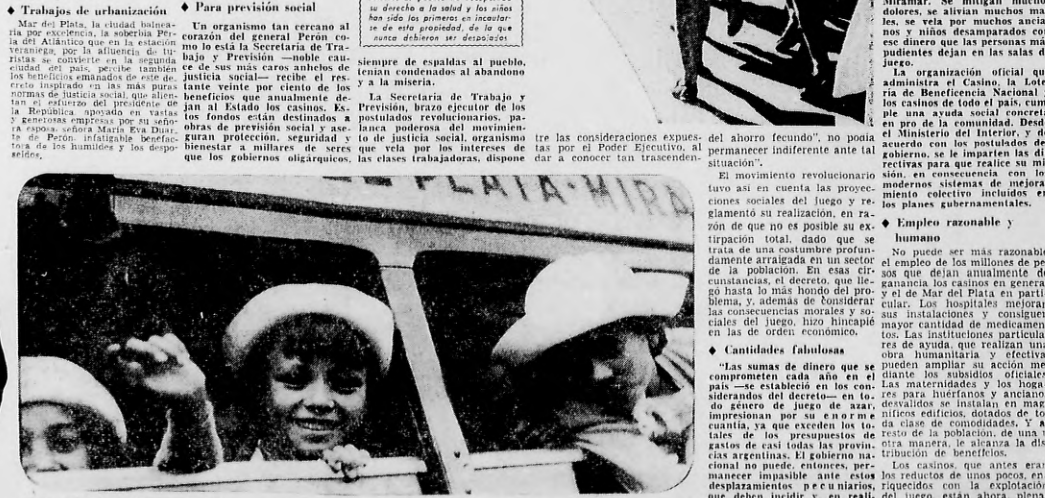 ◆ Trabajos de urbanización
Mar del Plata, la ciudad balnea-
ria por excelencia, la soberbia Per-
la del Atlántico que en la estación
veraniega, por la afluencia de tu-
ristas se convierte en la segunda
ciudad del país, percibe también
los beneficios emanados de este de-
creto inspirado en las más puras
normas de justicia social, que alien-
tan el esfuerzo del presidente de
la República apoyado en vastas
y generosas empresas por su seño-
ra esposa, señora María Eva Duar-
te de Perón, infatigable benefac-
tora de los humildes y los despo-
seídos.
◆ Para previsión social
Un organismo tan cercano al
corazón del general Perón co-
mo lo está la Secretaría de Tra-
bajo y Previsión —noble cau-
ce de sus más caros anhelos de
justicia social— recibe el res-
tante veinte por ciento de los
beneficios que anualmente de-
jan al Estado los casinos. Es-
tos fondos están destinados a
obras de previsión social y ase-
guran protección, seguridad y
bienestar a millares de seres
que los gobiernos oligárquicos,
su derecho a la salud y los niños
han sido los primeros en incautar-
se de esta propiedad, de la que
nunca debieron ser despojados
siempre de espaldas al pueblo,
tenían condenados al abandono
y a la miseria.
La Secretaría de Trabajo y
Previsión, brazo ejecutor de los
postulados revolucionarios, pa-
lanca poderosa del movimien-
to de justicia social, organismo
que vela por los intereses de
las clases trabajadoras, dispone
tre las consideraciones expues-
tas por el Poder Ejecutivo, al
dar a conocer tan trascenden-
PLATA-MIRA
del ahorro fecundo", no podía
permanecer indiferente ante tal
situación".
El movimiento revolucionario
tuvo así en cuenta las proyec-
ciones sociales del juego y re-
glamentó su realización, en ra-
zón de que no es posible su ex-
tirpación total, dado que se
trata de una costumbre profun-
damente arraigada en un sector
de la población. En esas cir-
cunstancias, el decreto, que lle-
gó hasta lo más hondo del pro-
blema, y, además de considerar
las consecuencias morales y so-
ciales del juego, hizo hincapié
en las de orden económico.
◆ Cantidades fabulosas
"Las sumas de dinero que se
comprometen cada año en el
país —se estableció en los con-
siderandos del decreto— en to-
do género de juego de azar,
impresionan por su enorme
cuantía, ya que exceden los to-
tales de los presupuestos de
gastos de casi todas las provin-
cias argentinas. El gobierno na-
cional no puede, entonces, per-
manecer impasible ante estos
desplazamientos pecuniarios,
que deben incidir y, en reali-
Miramar. Se mitigan mucho
dolores, se alivian muchos ma
les, se vela por muchos ancia
nos y niños desamparados co
ese dinero que las personas má
pudientes dejan en las salas d
juego.
La organización oficial qu
administra el Casino, la Lote
ría de Beneficencia Nacional y
los casinos de todo el país, cum
ple una ayuda social concret
en pro de la comunidad. Desd
el Ministerio del Interior, y d
acuerdo con los postulados de
gobierno, se le imparten las di
rectivas para que realice su mi
sión, en consecuencia con lo
modernos sistemas de mejora
miento colectivo incluidos e
los planes gubernamentales.
◆ Empleo razonable y
humano
No puede ser más razonable
el empleo de los millones de pe
sos que dejan anualmente d
ganancia los casinos en genera
y el de Mar del Plata en parti
cular. Los hospitales mejora
sus instalaciones y consigue
mayor cantidad de medicamen
tos. Las instituciones particula
res de ayuda, que realizan un
obra humanitaria y efectiva
pueden ampliar su acción me
diante los subsidios oficiales
Las maternidades y los hoga
res para huérfanos y anciano
desvalidos se instalan en mag
níficos edificios, dotados de to
da clase de comodidades. Y a
resto de la población, de una u
otra manera, le alcanza la dis
tribución de beneficios.
Los casinos, que antes era
los reductos de unos pocos, en
riquecidos con la explotación
del juego, están ahora